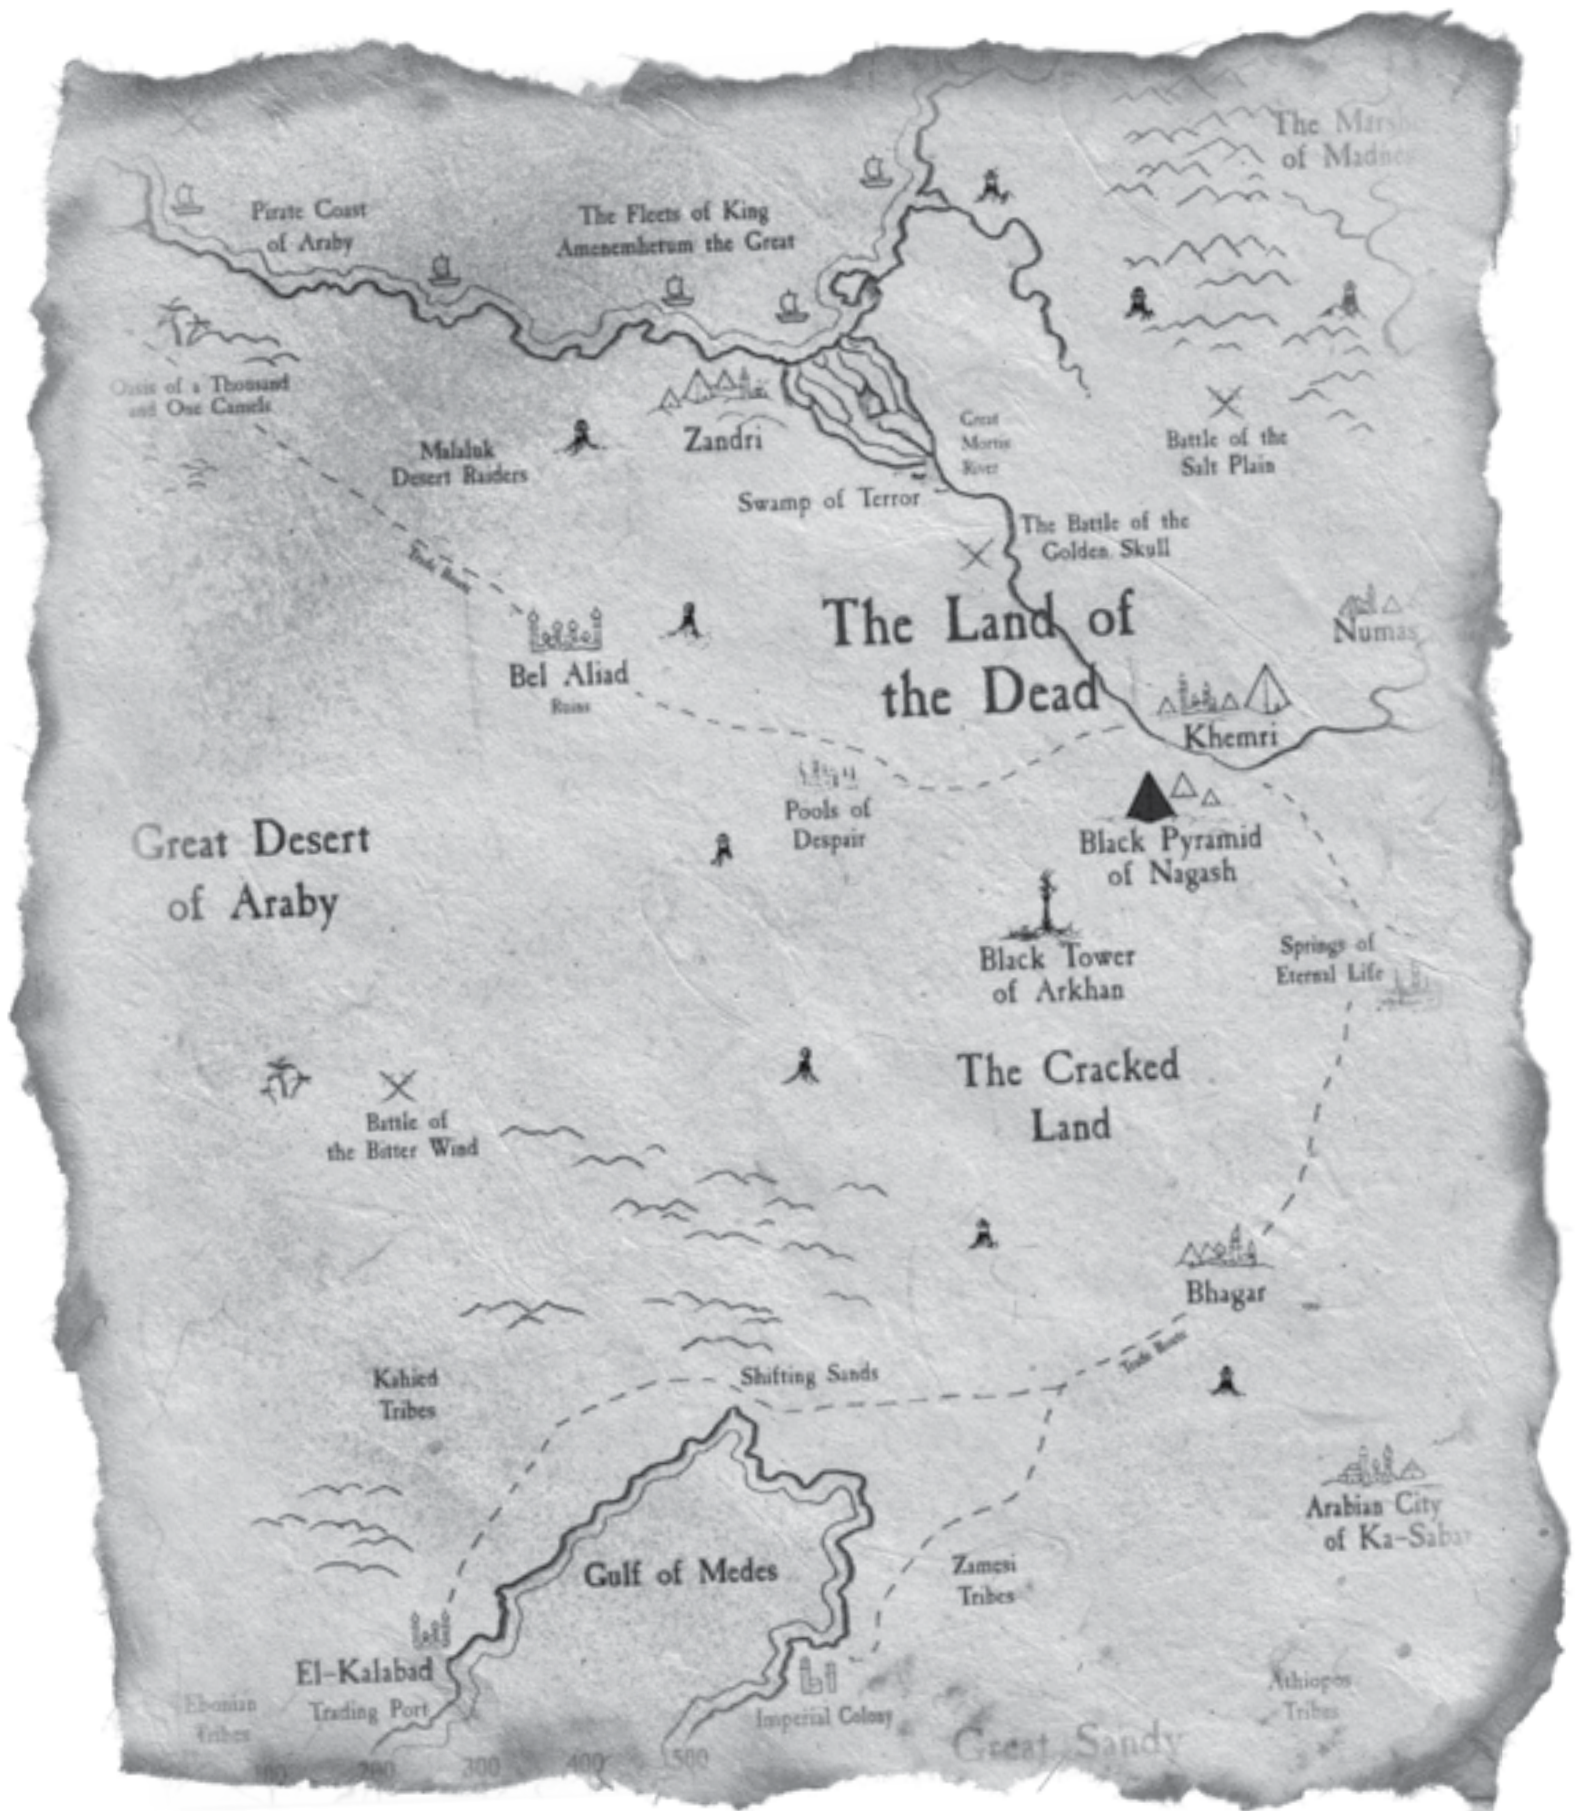 The Marshes
of Madness
Pirate Coast
of Araby
The Fleets of King
Amenemhetum the Great
Oasis of a Thousand
and One Camels
Malaluk
Desert Raiders
Zandri
Great
Mortis
River
Battle of the
Salt Plain
Swamp of Terror
The Battle of the
Golden Skull
Trade Route
The Land of
the Dead
Numas
Bel Aliad
Ruins
Khemri
Pools of
Despair
Black Pyramid
of Nagash
Great Desert
of Araby
Black Tower
of Arkhan
Springs of
Eternal Life
The Cracked
Land
Battle of
the Bitter Wind
Bhagar
Trade Route
Kahied
Tribes
Shifting Sands
Arabian City
of Ka-Sabar
Gulf of Medes
Zamesi
Tribes
El-Kalabad
Trading Port
Ebonian
Tribes
Imperial Colony
Athiopos
Tribes
Great Sandy
200 300 400 500